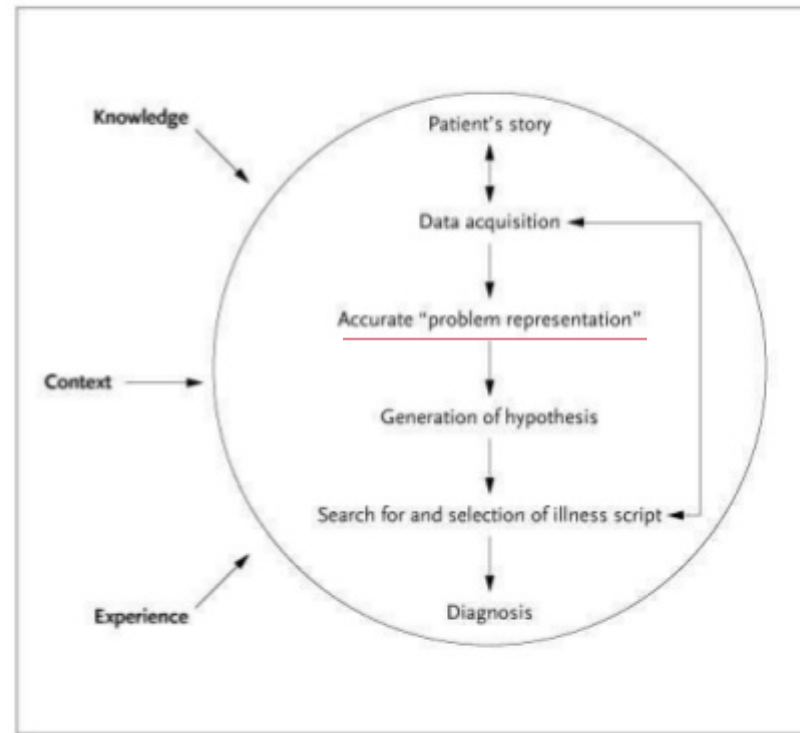 Knowledge
Patient's story
Data acquisition
Accurate “problem representation”
Context
Generation of hypothesis
Search for and selection of illness script
Experience
Diagnosis